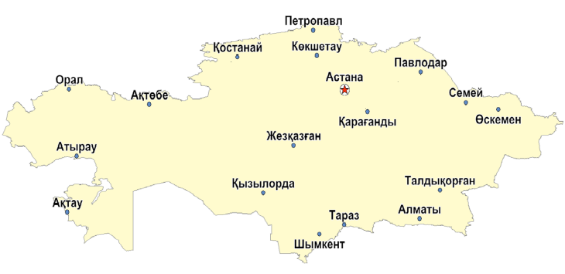 Петропавл
Қостанай
Көкшетау
Павлодар
Астана
Орал
Ақтөбе
Семей
Өскемен
Қарағанды
Жезқазған
Атырау
Қызылорда
Талдықорған
Ақтау
Тараз
Алматы
Шымкент